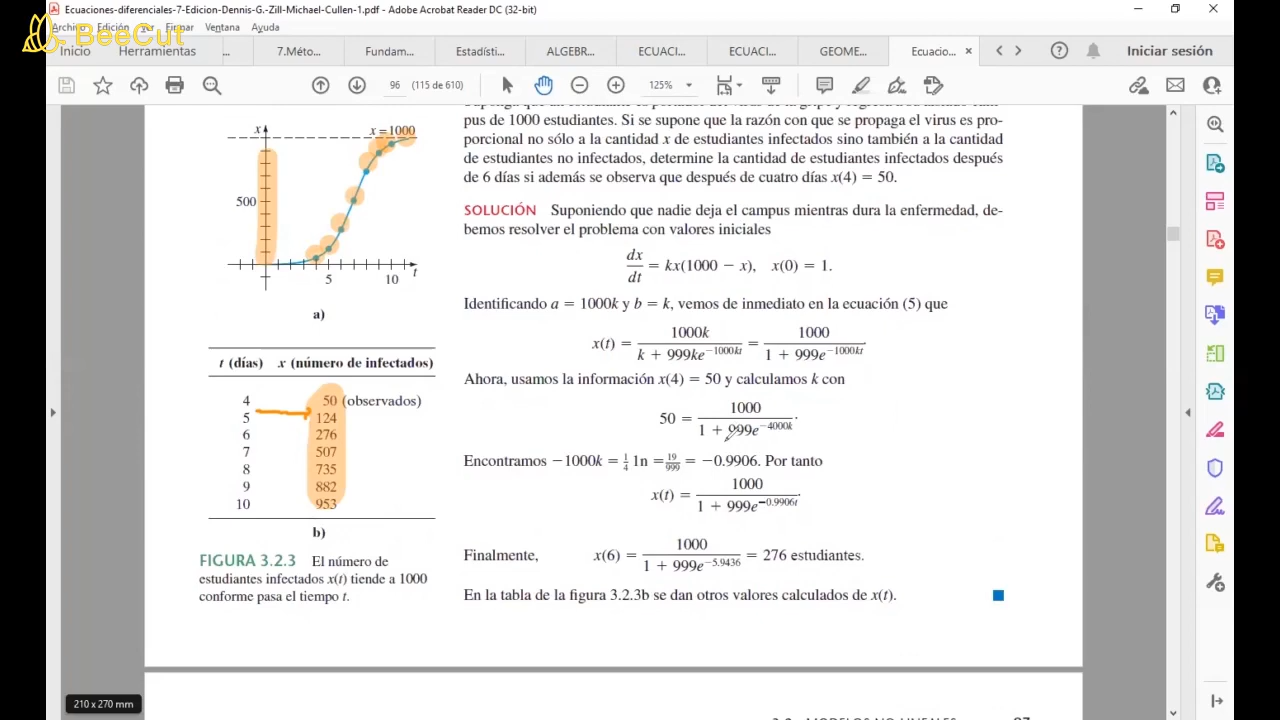 Ecuaciones-diferenciales-7-Edicion-Dennis-G.-Zill-Michael-Cullen-1.pdf - Adobe Acrobat Reader DC (32-bit)
Archivo Edición Ver Firmar Ventana Ayuda
BeeCut
Inicio Herramientas ... 7.Méto... Fundam... Estadísti... ALGEBR... ECUACI... ECUACI... GEOME... Ecuacio... × Iniciar sesión
96 (115 de 610) 125%
pus de 1000 estudiantes. Si se supone que la razón con que se propaga el virus es pro-
porcional no sólo a la cantidad x de estudiantes infectados sino también a la cantidad
de estudiantes no infectados, determine la cantidad de estudiantes infectados después
de 6 días si además se observa que después de cuatro días x(4) = 50.
SOLUCIÓN Suponiendo que nadie deja el campus mientras dura la enfermedad, de-
bemos resolver el problema con valores iniciales
dx/dt = kx(1000 − x), x(0) = 1.
Identificando a = 1000k y b = k, vemos de inmediato en la ecuación (5) que
x(t) = 1000k/(k + 999ke^−1000kt) = 1000/(1 + 999e^−1000kt)
Ahora, usamos la información x(4) = 50 y calculamos k con
50 = 1000/(1 + 999e^−4000k).
Encontramos −1000k = 1/4 1n = 19/999 = −0.9906. Por tanto
x(t) = 1000/(1 + 999e^−0.9906t).
Finalmente, x(6) = 1000/(1 + 999e^−5.9436) = 276 estudiantes.
En la tabla de la figura 3.2.3b se dan otros valores calculados de x(t).
x x = 1000
500
5 10 t
a)
t (días) x (número de infectados)
4 50 (observados)
5 124
6 276
7 507
8 735
9 882
10 953
b)
FIGURA 3.2.3 El número de
estudiantes infectados x(t) tiende a 1000
conforme pasa el tiempo t.
210 x 270 mm